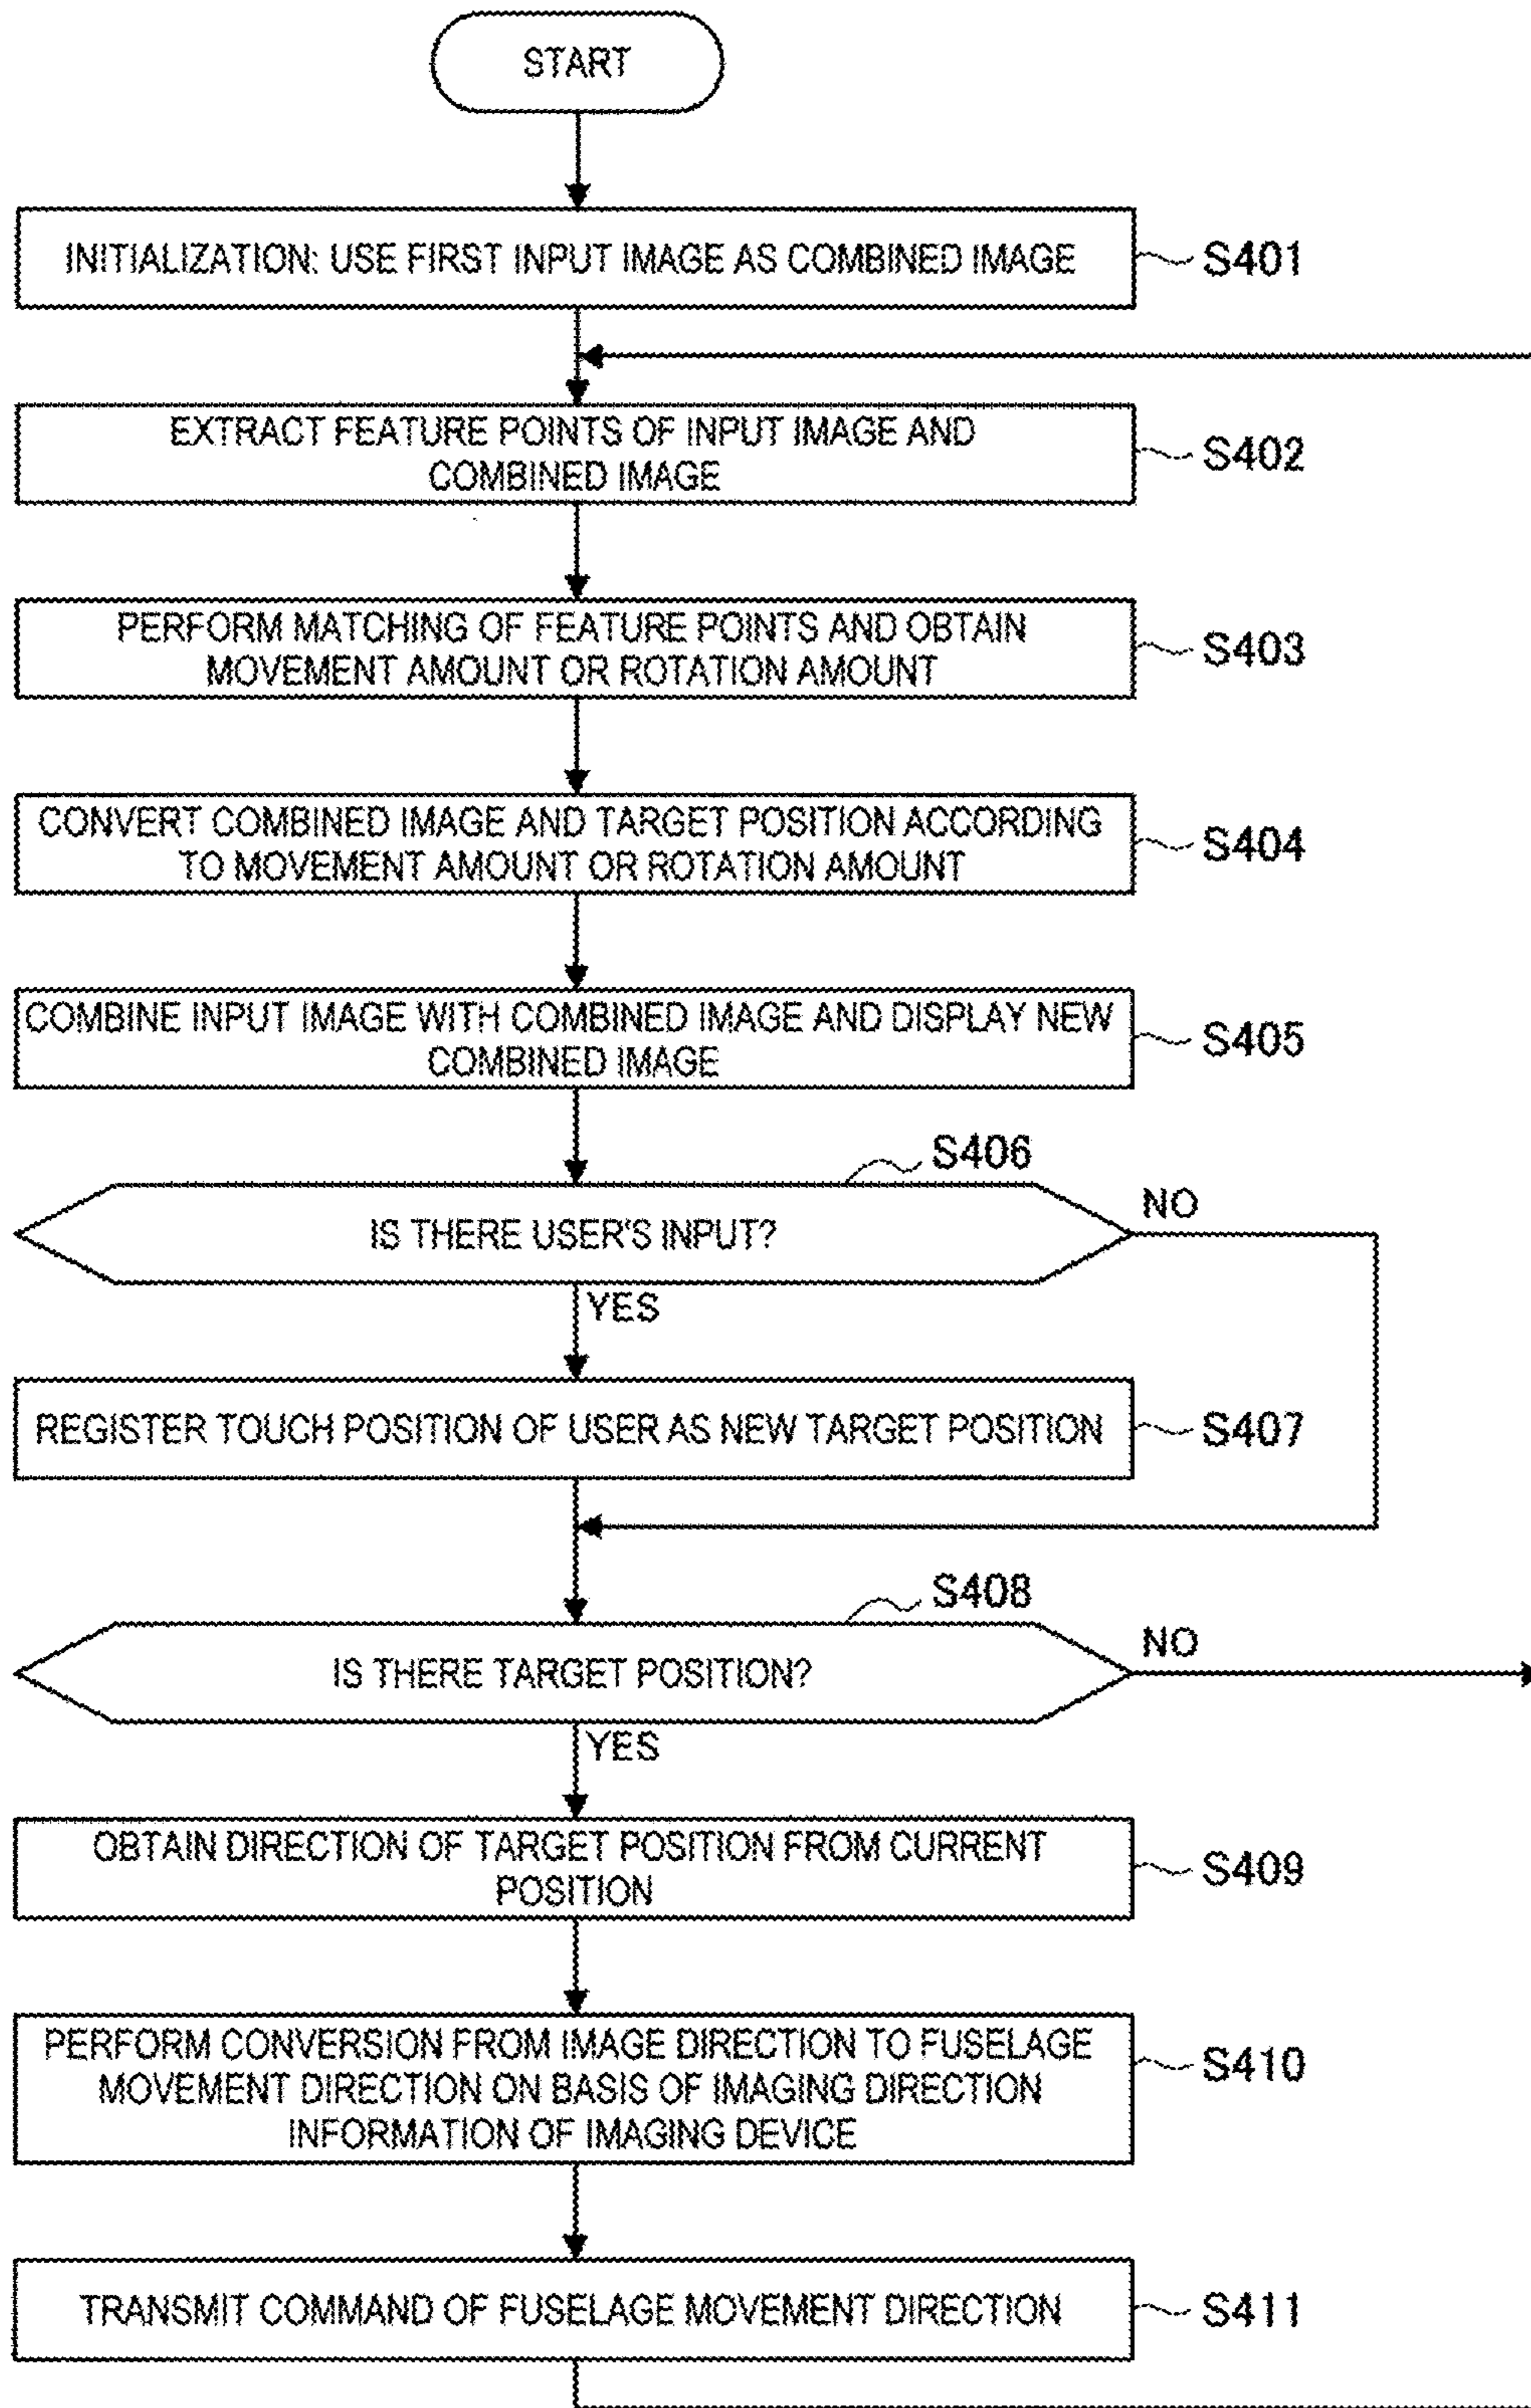 START
INITIALIZATION: USE FIRST INPUT IMAGE AS COMBINED IMAGE
S401
EXTRACT FEATURE POINTS OF INPUT IMAGE AND
COMBINED IMAGE
S402
PERFORM MATCHING OF FEATURE POINTS AND OBTAIN
MOVEMENT AMOUNT OR ROTATION AMOUNT
S403
CONVERT COMBINED IMAGE AND TARGET POSITION ACCORDING
TO MOVEMENT AMOUNT OR ROTATION AMOUNT
S404
COMBINE INPUT IMAGE WITH COMBINED IMAGE AND DISPLAY NEW
COMBINED IMAGE
S405
S406
IS THERE USER'S INPUT?
NO
YES
REGISTER TOUCH POSITION OF USER AS NEW TARGET POSITION
S407
S408
IS THERE TARGET POSITION?
NO
YES
OBTAIN DIRECTION OF TARGET POSITION FROM CURRENT
POSITION
S409
PERFORM CONVERSION FROM IMAGE DIRECTION TO FUSELAGE
MOVEMENT DIRECTION ON BASIS OF IMAGING DIRECTION
INFORMATION OF IMAGING DEVICE
S410
TRANSMIT COMMAND OF FUSELAGE MOVEMENT DIRECTION
S411